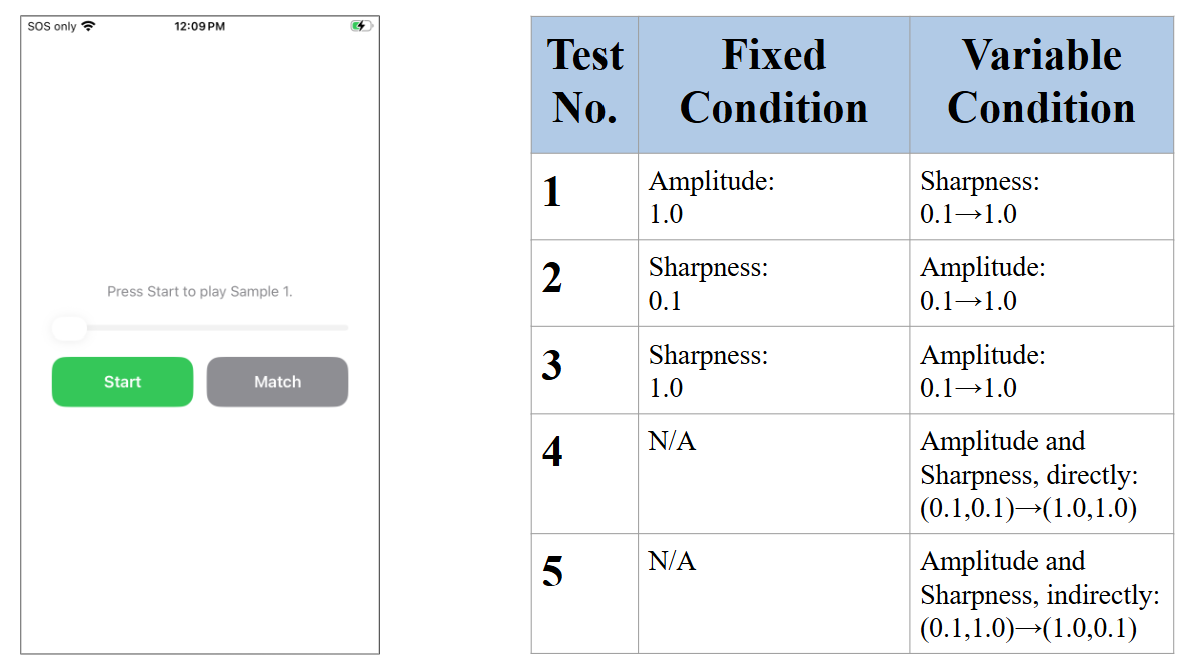 SOS only
12:09 PM
Press Start to play Sample 1.
Start
Match
Test
No.
Fixed
Condition
Variable
Condition
1
Amplitude:
1.0
Sharpness:
0.1→1.0
2
Sharpness:
0.1
Amplitude:
0.1→1.0
3
Sharpness:
1.0
Amplitude:
0.1→1.0
4
N/A
Amplitude and
Sharpness, directly:
(0.1,0.1)→(1.0,1.0)
5
N/A
Amplitude and
Sharpness, indirectly:
(0.1,1.0)→(1.0,0.1)